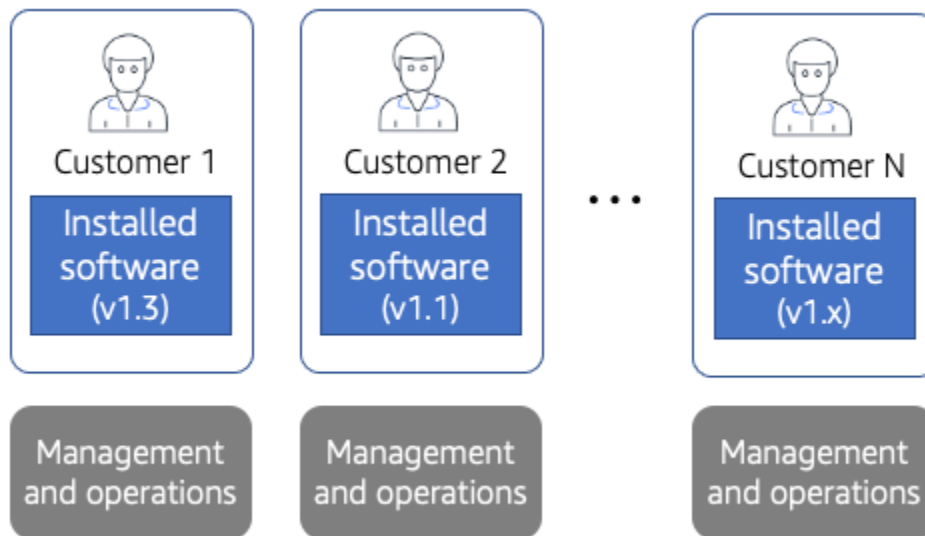 Customer 1
Installed
software
(v1.3)
Management
and operations
Customer 2
Installed
software
(v1.1)
Management
and operations
...
Customer N
Installed
software
(v1.x)
Management
and operations